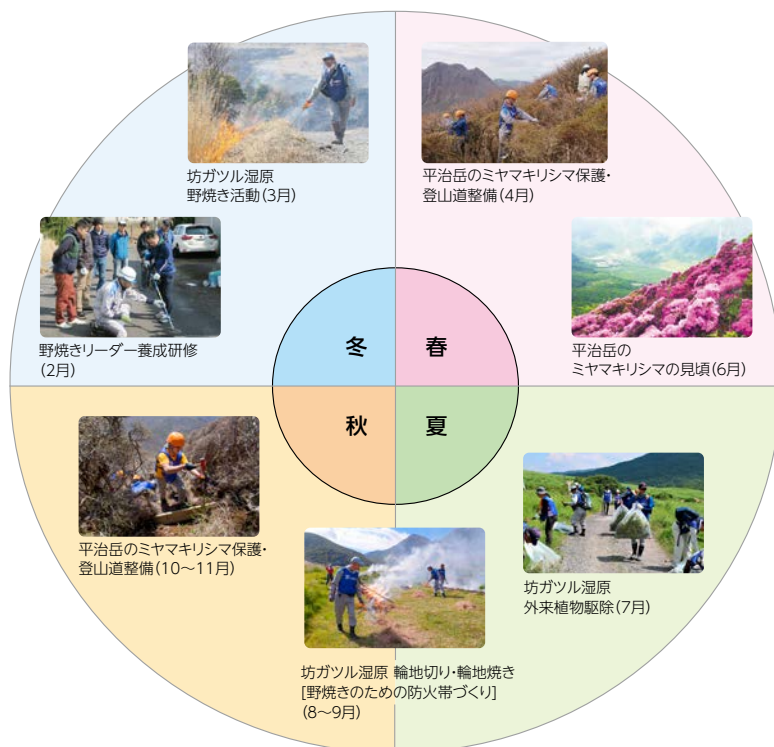 坊ガツル湿原
野焼き活動(3月)
平治岳のミヤマキリシマ保護・
登山道整備(4月)
野焼きリーダー養成研修
(2月)
平治岳の
ミヤマキリシマの見頃(6月)
冬
春
秋
夏
平治岳のミヤマキリシマ保護・
登山道整備(10〜11月)
坊ガツル湿原
外来植物駆除(7月)
坊ガツル湿原 輪地切り・輪地焼き
[野焼きのための防火帯づくり]
(8〜9月)